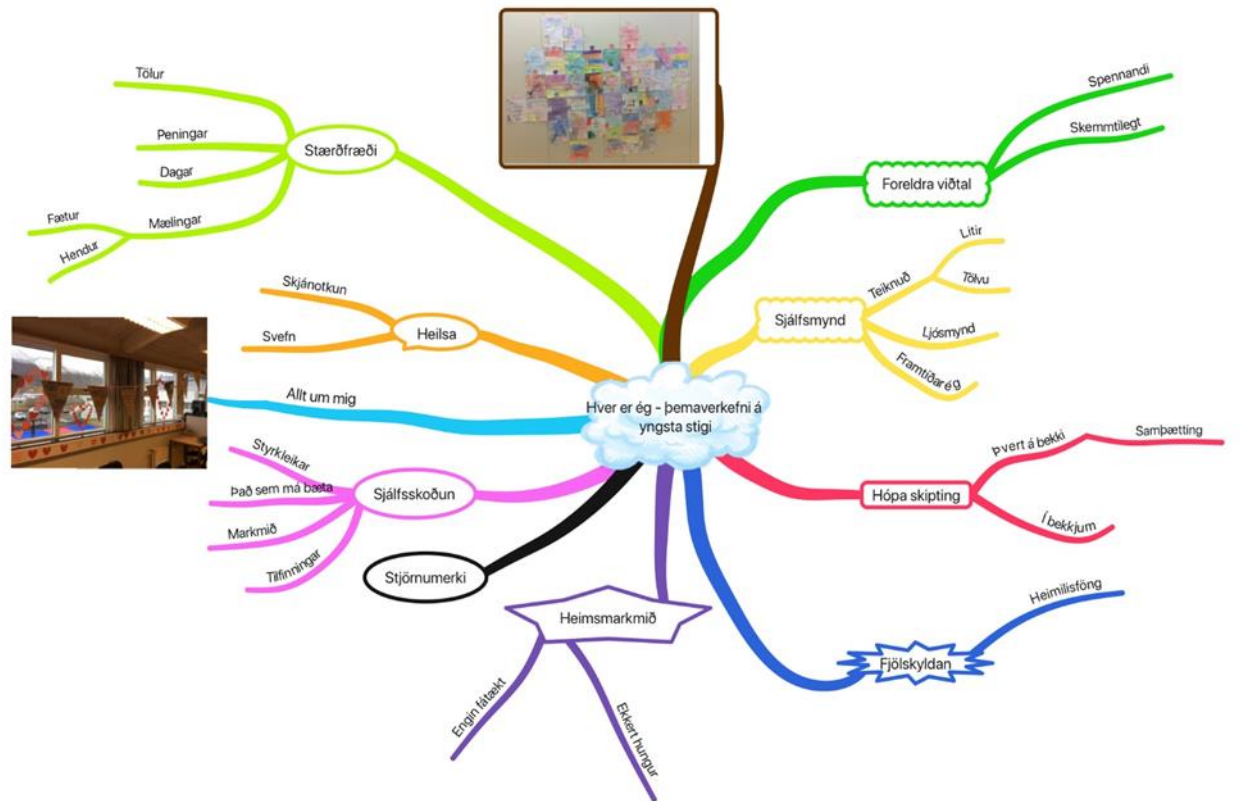 Tölur
Peningar
Dagar
Mælingar
Fætur
Hendur
Stærðfræði
Spennandi
Skemmtilegt
Foreldra viðtal
Skjánotkun
Svefn
Heilsa
Litir
Tölvu
Teiknuð
Ljósmynd
Framtíðar ég
Sjálfsmynd
Hver er ég - þemaverkefni á
yngsta stigi
Allt um mig
Styrkleikar
Það sem má bæta
Markmið
Tilfinningar
Sjálfsskoðun
Þvert á bekki
Samþætting
Í bekkjum
Hópa skipting
Stjörnumerki
Heimsmarkmið
Engin fátækt
Ekkert hungur
Heimilisföng
Fjölskyldan